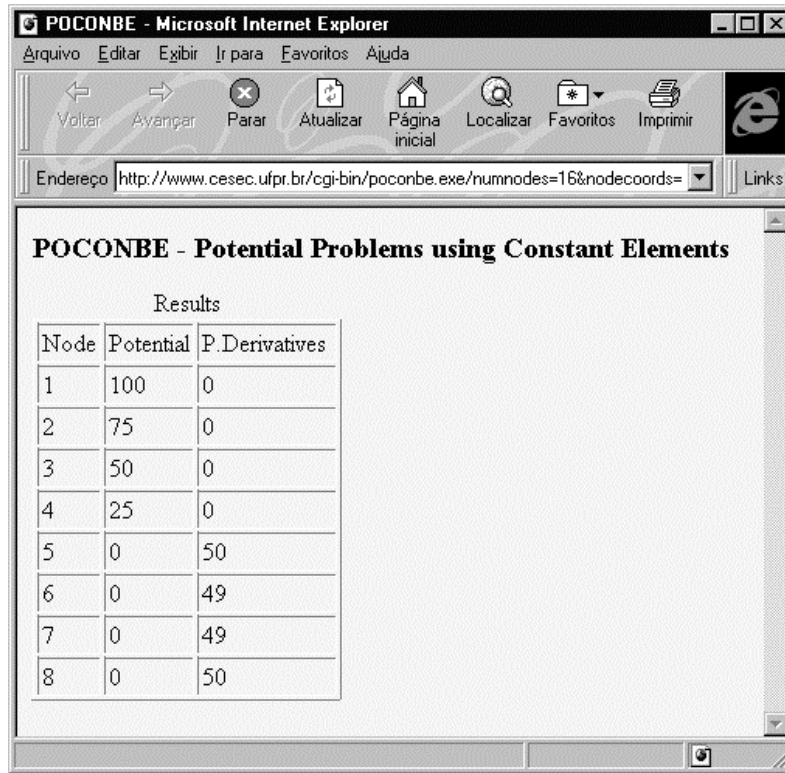 POCONBE - Microsoft Internet Explorer
Arquivo Editar Exibir Ir para Favoritos Ajuda
Voltar Avançar Parar Atualizar Página inicial Localizar Favoritos Imprimir
Endereço http://www.cesec.ufpr.br/cgi-bin/poconbe.exe/numnodes=16&nodecoords= Links
POCONBE - Potential Problems using Constant Elements
Results
Node Potential P.Derivatives
1 100 0
2 75 0
3 50 0
4 25 0
5 0 50
6 0 49
7 0 49
8 0 50